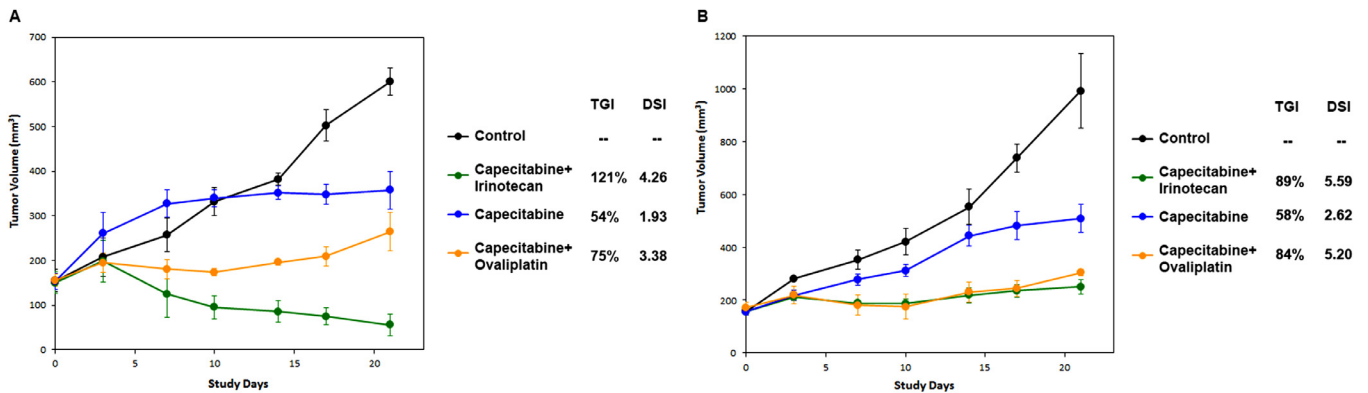 A
Tumor Volume (mm³)
700
600
500
400
300
200
100
0
0
5
10
15
20
Study Days
TGI DSI
Control -- --
Capecitabine+
Irinotecan 121% 4.26
Capecitabine 54% 1.93
Capecitabine+
Ovaliplatin 75% 3.38
B
Tumor Volume (mm³)
1200
1000
800
600
400
200
0
0
5
10
15
20
Study Days
TGI DSI
Control -- --
Capecitabine+
Irinotecan 89% 5.59
Capecitabine 58% 2.62
Capecitabine+
Ovaliplatin 84% 5.20